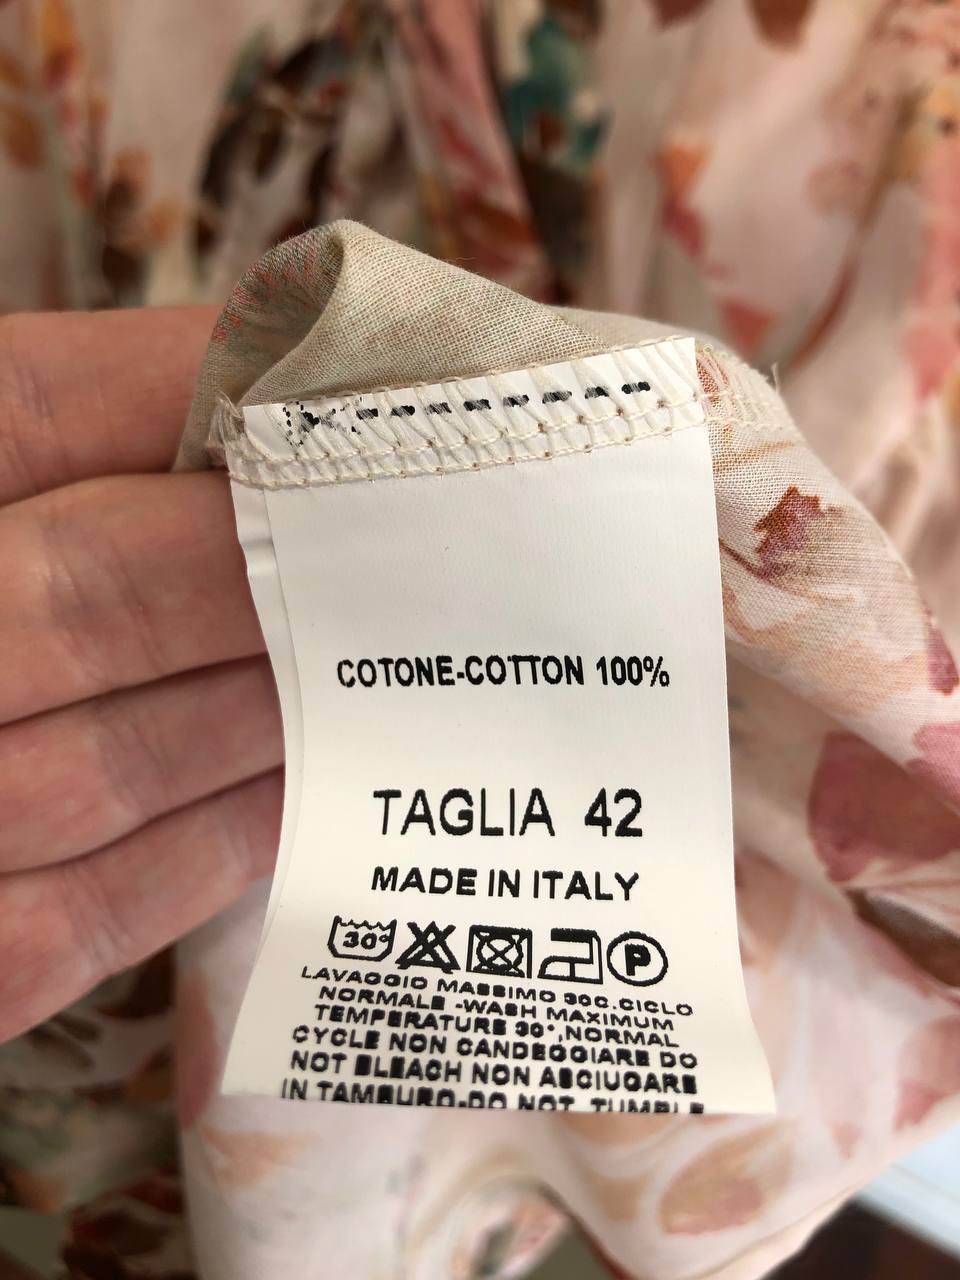 COTONE-COTTON 100%
TAGLIA 42
MADE IN ITALY
30° P
LAVAGGIO MASSIMO 30C.CICLO
NORMALE -WASH MAXIMUM
TEMPERATURE 30°,NORMAL
CYCLE NON CANDEGGIARE DO
NOT BLEACH NON ASCIUGARE
IN TAMBURO-DO NOT TUMBLE